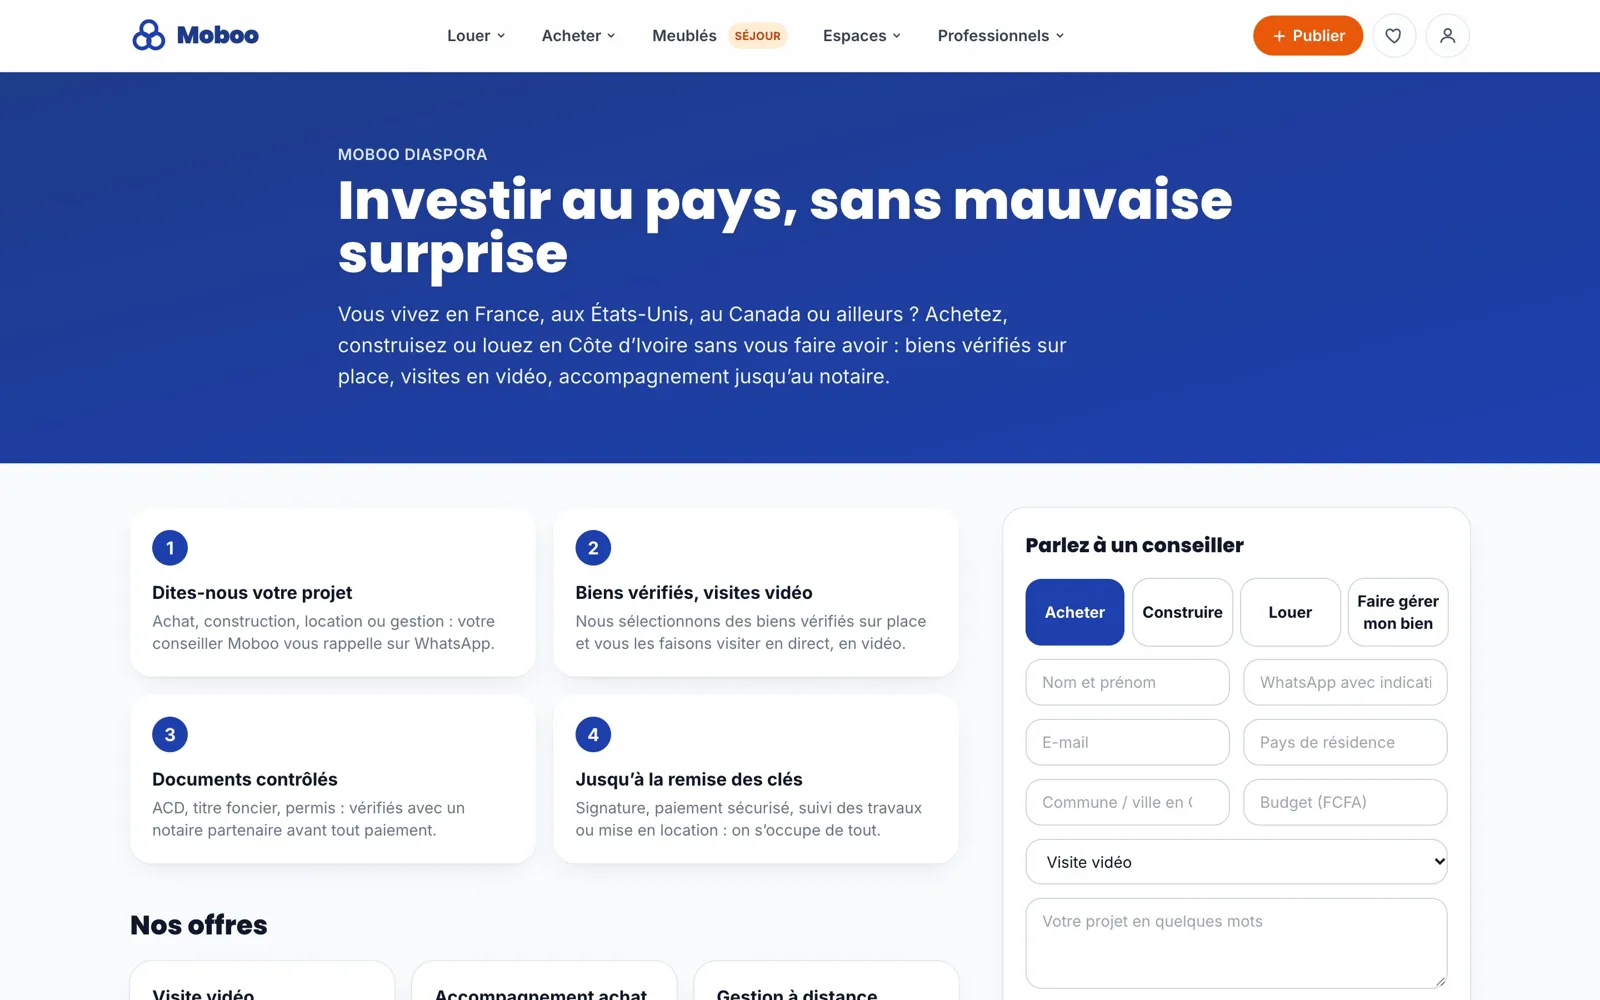 Moboo
Louer
Acheter
Meublés SÉJOUR
Espaces
Professionnels
+ Publier
MOBOO DIASPORA
Investir au pays, sans mauvaise
surprise
Vous vivez en France, aux États-Unis, au Canada ou ailleurs ? Achetez,
construisez ou louez en Côte d’Ivoire sans vous faire avoir : biens vérifiés sur
place, visites en vidéo, accompagnement jusqu’au notaire.
1
Dites-nous votre projet
Achat, construction, location ou gestion : votre
conseiller Moboo vous rappelle sur WhatsApp.
2
Biens vérifiés, visites vidéo
Nous sélectionnons des biens vérifiés sur place
et vous les faisons visiter en direct, en vidéo.
3
Documents contrôlés
ACD, titre foncier, permis : vérifiés avec un
notaire partenaire avant tout paiement.
4
Jusqu’à la remise des clés
Signature, paiement sécurisé, suivi des travaux
ou mise en location : on s’occupe de tout.
Nos offres
Visite vidéo
Accompagnement achat
Gestion à distance
Parlez à un conseiller
Acheter
Construire
Louer
Faire gérer
mon bien
Nom et prénom
WhatsApp avec indicati
E-mail
Pays de résidence
Commune / ville en
Budget (FCFA)
Visite vidéo
Votre projet en quelques mots